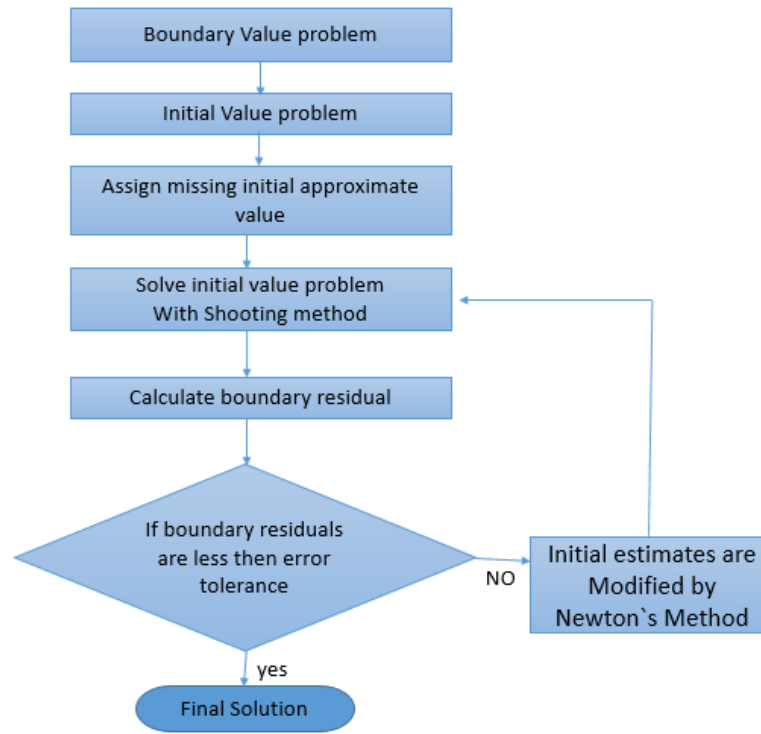 Boundary Value problem
Initial Value problem
Assign missing initial approximate
value
Solve initial value problem
With Shooting method
Calculate boundary residual
If boundary residuals
are less then error
tolerance
NO
Initial estimates are
Modified by
Newton`s Method
yes
Final Solution